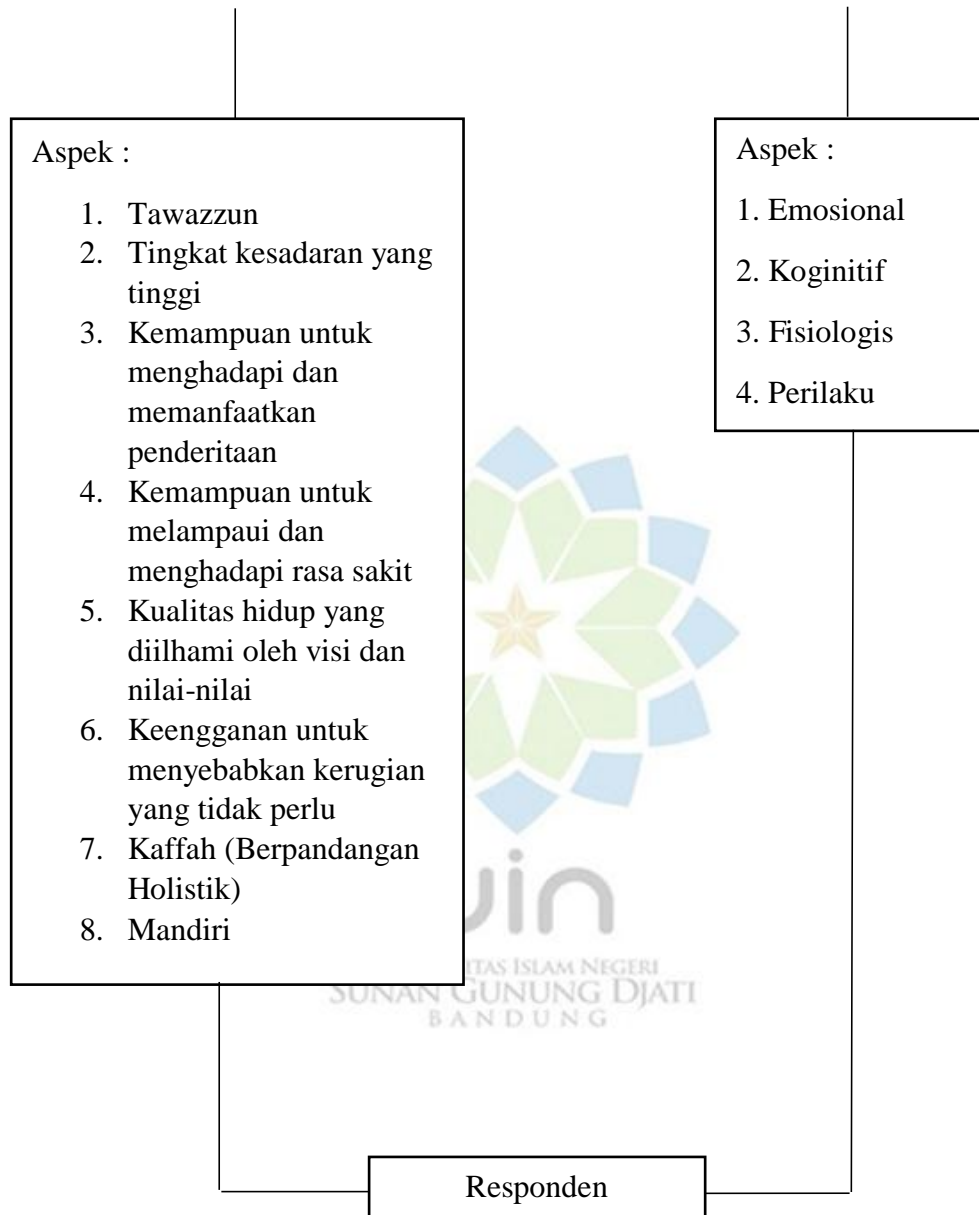 Aspek :
1. Tawazzun
2. Tingkat kesadaran yang
tinggi
3. Kemampuan untuk
menghadapi dan
memanfaatkan
penderitaan
4. Kemampuan untuk
melampaui dan
menghadapi rasa sakit
5. Kualitas hidup yang
diilhami oleh visi dan
nilai-nilai
6. Keengganan untuk
menyebabkan kerugian
yang tidak perlu
7. Kaffah (Berpandangan
Holistik)
8. Mandiri
Aspek :
1. Emosional
2. Koginitif
3. Fisiologis
4. Perilaku
uin
ISLAM NEGERI
SUNAN GUNUNG DJATI
BANDUNG
Responden